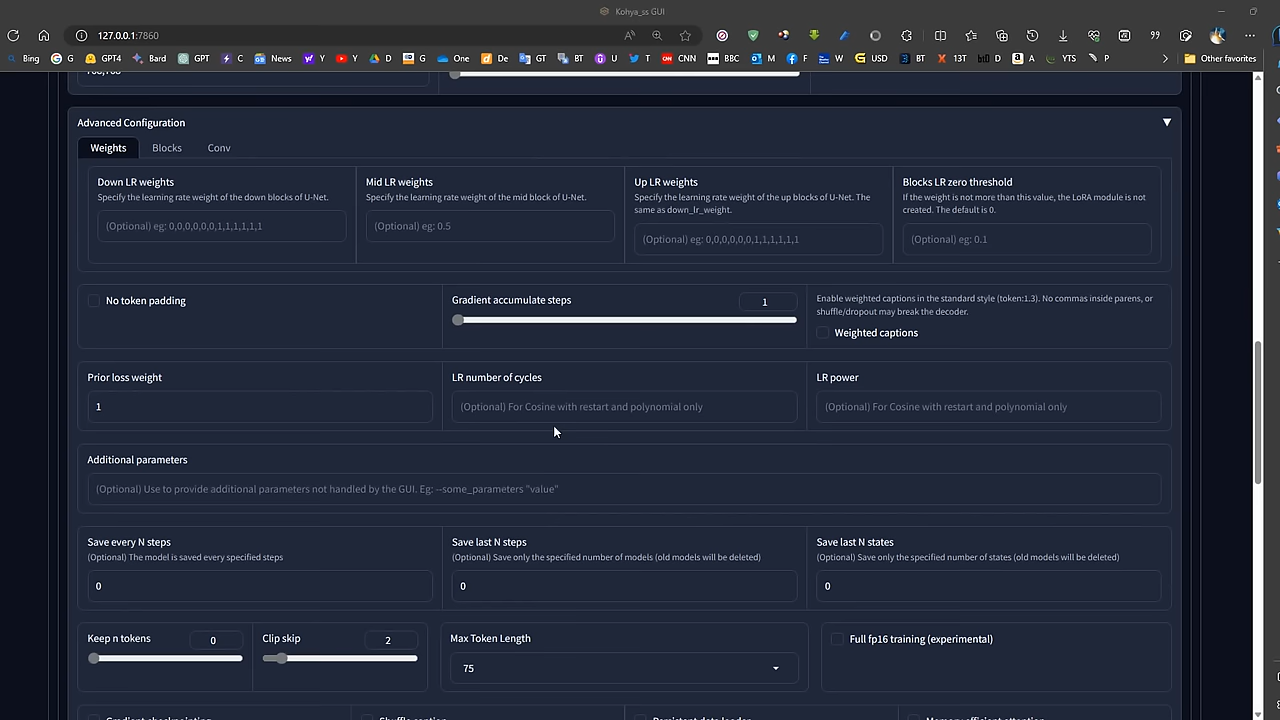 Kohya_ss GUI
127.0.0.1:7860
Bing G GPT4 Bard GPT C News Y Y D G One De GT BT U T CNN BBC M F W USD BT 13T D A YTS P Other favorites
Advanced Configuration
Weights Blocks Conv
Down LR weights
Specify the learning rate weight of the down blocks of U-Net.
(Optional) eg: 0,0,0,0,0,0,1,1,1,1,1,1
Mid LR weights
Specify the learning rate weight of the mid block of U-Net.
(Optional) eg: 0.5
Up LR weights
Specify the learning rate weight of the up blocks of U-Net. The
same as down_lr_weight.
(Optional) eg: 0,0,0,0,0,0,1,1,1,1,1,1
Blocks LR zero threshold
If the weight is not more than this value, the LoRA module is not
created. The default is 0.
(Optional) eg: 0.1
No token padding
Gradient accumulate steps 1
Enable weighted captions in the standard style (token:1.3). No commas inside parens, or
shuffle/dropout may break the decoder.
Weighted captions
Prior loss weight
1
LR number of cycles
(Optional) For Cosine with restart and polynomial only
LR power
(Optional) For Cosine with restart and polynomial only
Additional parameters
(Optional) Use to provide additional parameters not handled by the GUI. Eg: --some_parameters "value"
Save every N steps
(Optional) The model is saved every specified steps
0
Save last N steps
(Optional) Save only the specified number of models (old models will be deleted)
0
Save last N states
(Optional) Save only the specified number of states (old models will be deleted)
0
Keep n tokens 0
Clip skip 2
Max Token Length
75
Full fp16 training (experimental)